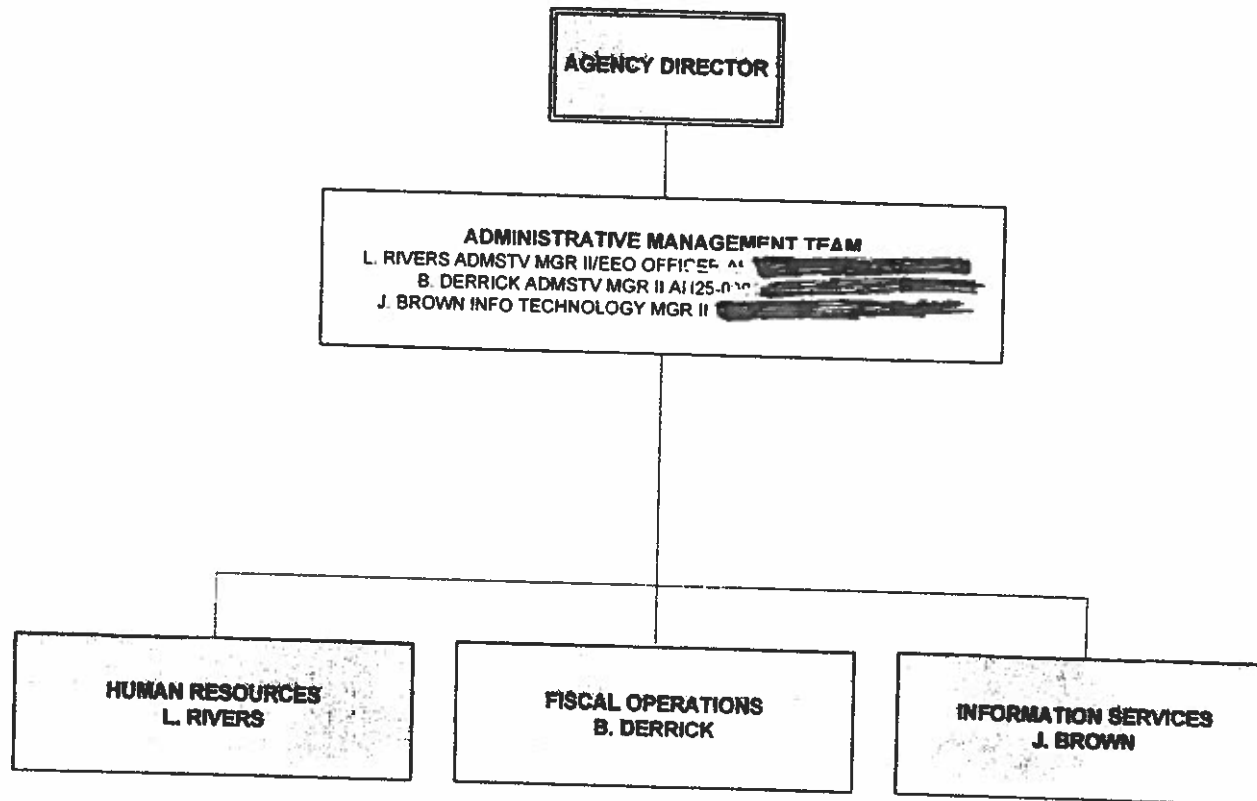 AGENCY DIRECTOR
ADMINISTRATIVE MANAGEMENT TEAM
L. RIVERS ADMSTV MGR II/EEO OFFICER
B. DERRICK ADMSTV MGR II
J. BROWN INFO TECHNOLOGY MGR II
HUMAN RESOURCES
L. RIVERS
FISCAL OPERATIONS
B. DERRICK
INFORMATION SERVICES
J. BROWN